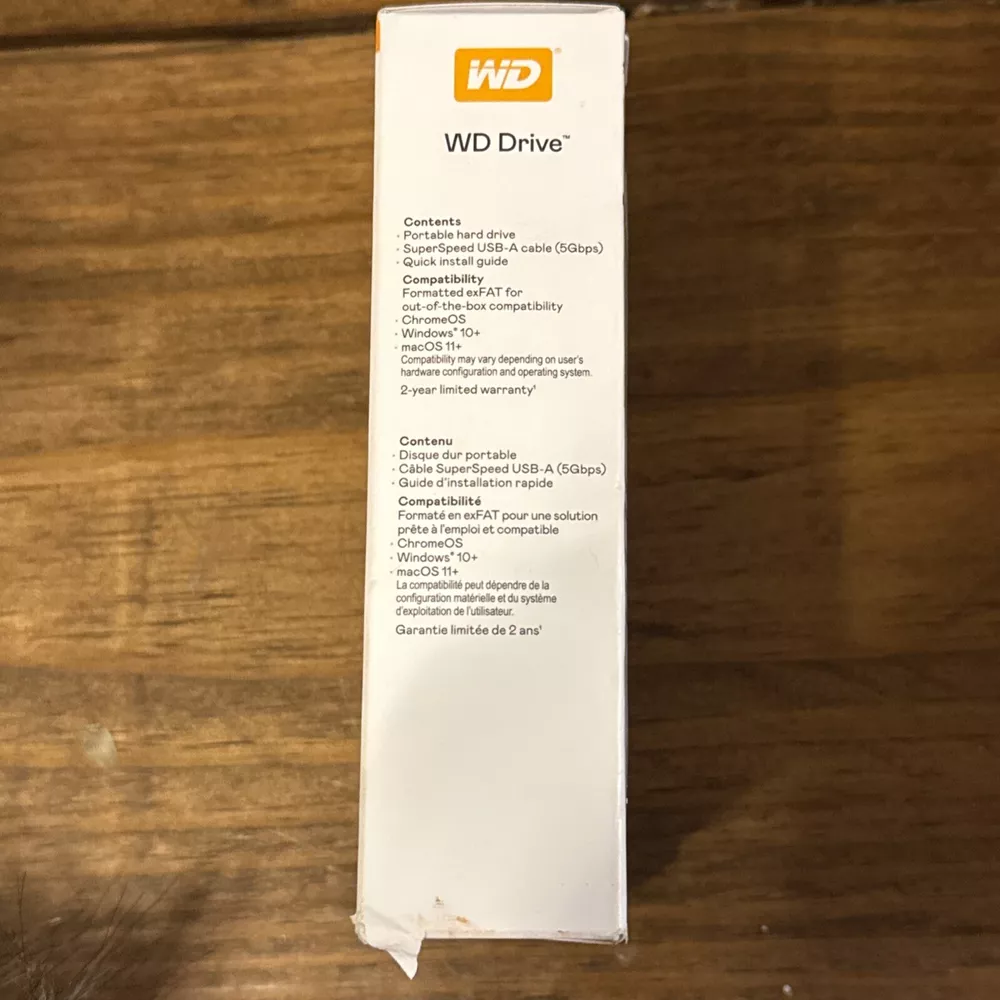 WD®
WD Drive™
Contents
· Portable hard drive
· SuperSpeed USB-A cable (5Gbps)
· Quick install guide
Compatibility
Formatted exFAT for
out-of-the-box compatibility
· ChromeOS
· Windows® 10+
· macOS 11+
Compatibility may vary depending on user's
hardware configuration and operating system.
2-year limited warranty¹
Contenu
· Disque dur portable
· Câble SuperSpeed USB-A (5Gbps)
· Guide d'installation rapide
Compatibilité
Formaté en exFAT pour une solution
prête à l'emploi et compatible
· ChromeOS
· Windows® 10+
· macOS 11+
La compatibilité peut dépendre de la
configuration matérielle et du système
d'exploitation de l'utilisateur.
Garantie limitée de 2 ans¹